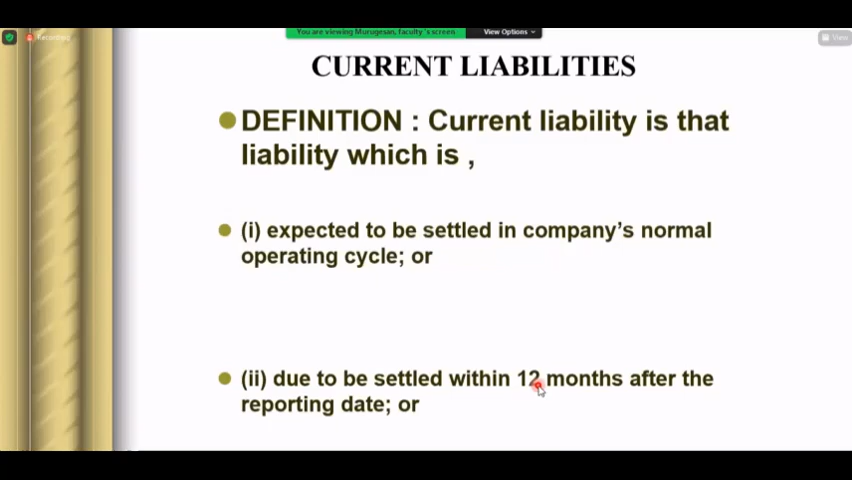 You are viewing Murugesan, faculty's screen
View Options
Recording
View
CURRENT LIABILITIES
DEFINITION : Current liability is that
liability which is ,
(i) expected to be settled in company's normal
operating cycle; or
(ii) due to be settled within 12 months after the
reporting date; or